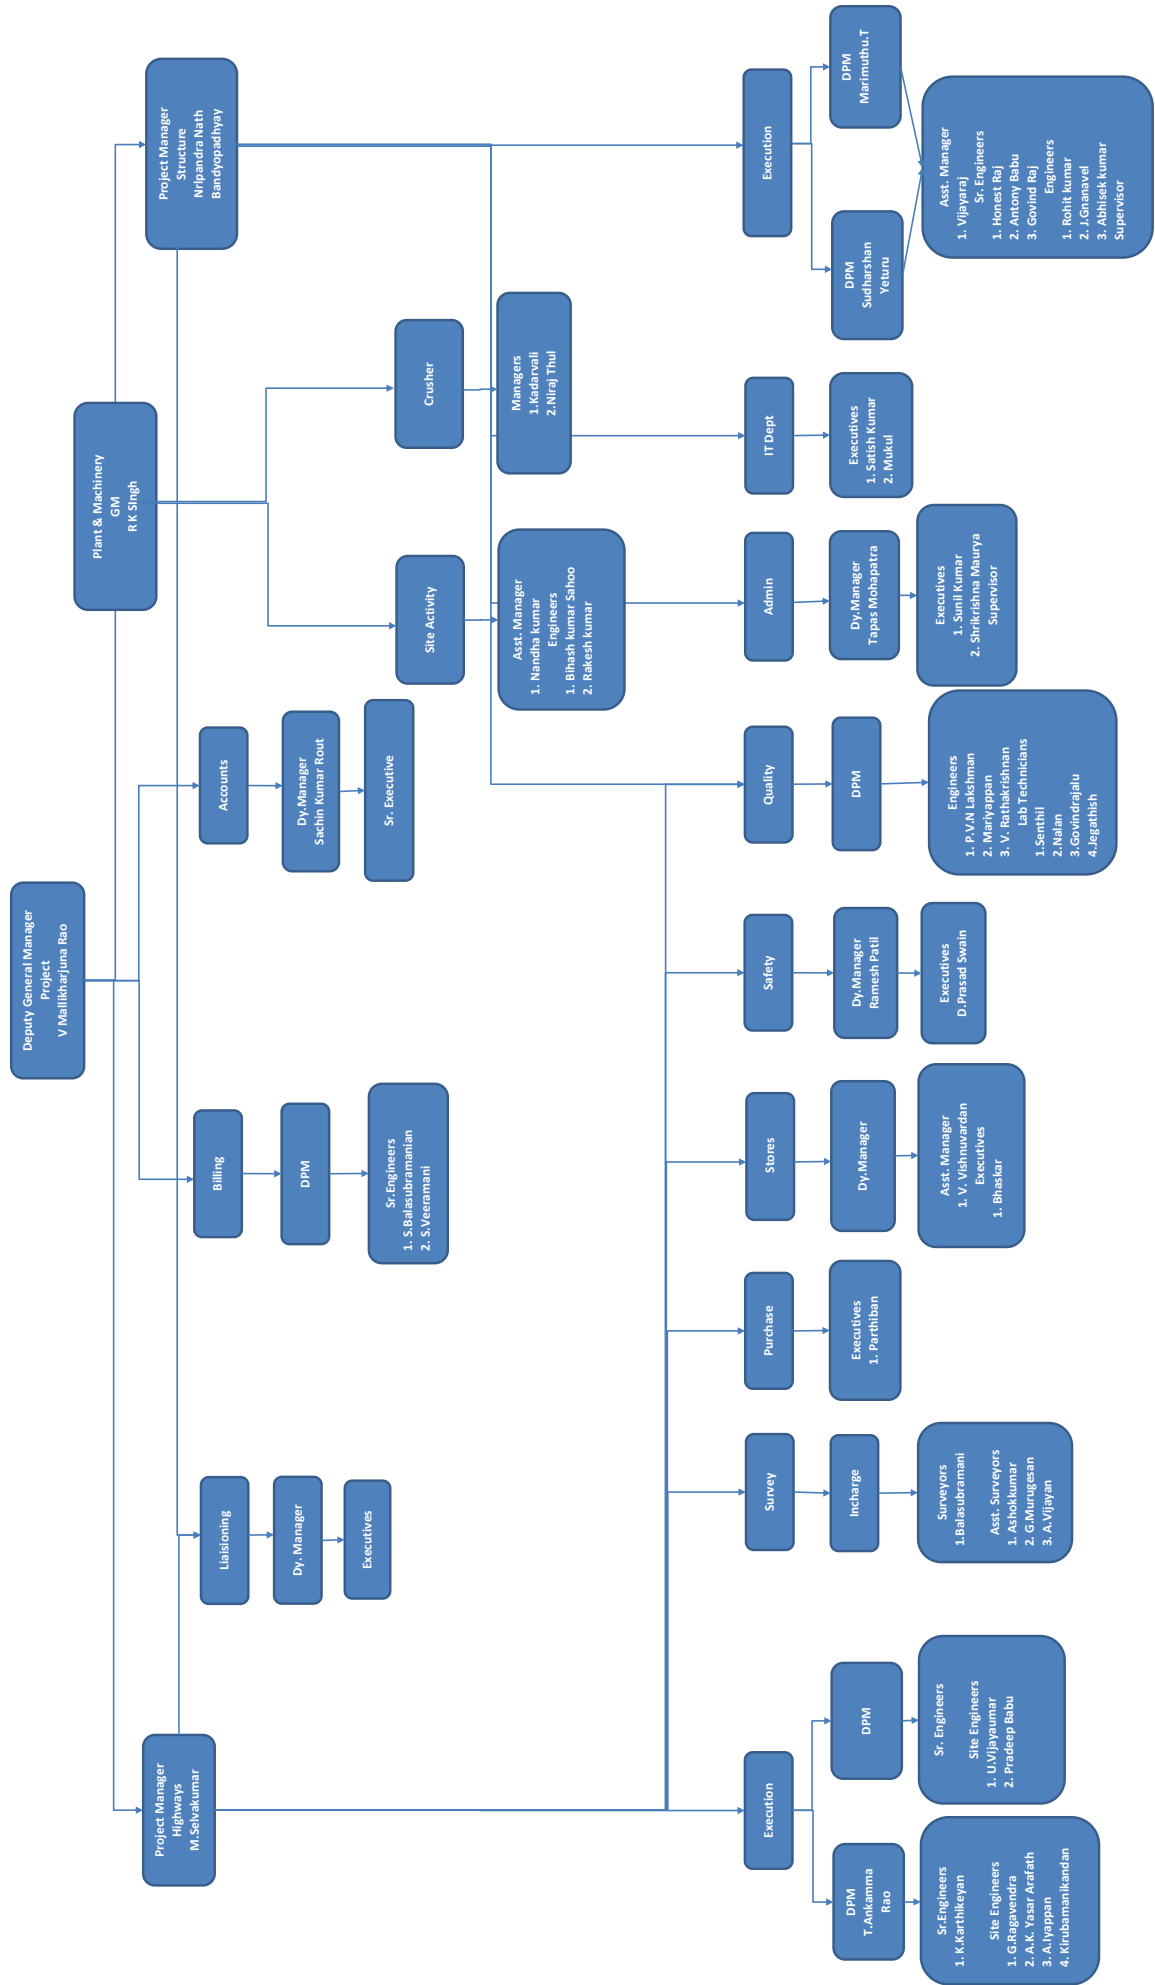 Deputy General Manager
Project
V Mallikharjuna Rao
Plant & Machinery
GM
R K SIngh
Project Manager
Highways
M.Selvakumar
Project Manager
Structure
NrIpandra Nath
Bandyopadhyay
Liaisioning
Billing
Accounts
Dy. Manager
DPM
Dy.Manager
Sachin Kumar Rout
Executives
Sr.Engineers
1. S.Balasubramanian
2. S.Veeramani
Sr. Executive
Site Activity
Crusher
Asst. Manager
1. Nandha kumar
Engineers
1. Bihash kumar Sahoo
2. Rakesh kumar
Managers
1.Kadarvali
2.Niraj Thul
Execution
Survey
Purchase
Stores
Safety
Quality
Admin
IT Dept
Execution
DPM
T.Ankamma
Rao
DPM
Incharge
Executives
1. Parthiban
Dy.Manager
Dy.Manager
Ramesh Patil
DPM
Dy.Manager
Tapas Mohapatra
Executives
1. Satish Kumar
2. Mukul
DPM
Sudharshan
Yeturu
DPM
Marimuthu.T
Sr.Engineers
1. K.Karthikeyan
Site Engineers
1. G.Ragavendra
2. A.K. Yasar Arafath
3. A.Iyappan
4. Kirubamanikandan
Sr. Engineers
Site Engineers
1. U.Vijayaumar
2. Pradeep Babu
Surveyors
1.Balasubramani
Asst. Surveyors
1. Ashokkumar
2. G.Murugesan
3. A.Vijayan
Asst. Manager
1. V. Vishnuvardan
Executives
1. Bhaskar
Executives
D.Prasad Swain
Engineers
1. P.V.N Lakshman
2. Mariyappan
3. V. Rathakrishnan
Lab Technicians
1.Senthil
2.Nalan
3.Govindrajalu
4.Jegathish
Executives
1. Sunil Kumar
2. Shrikrishna Maurya
Supervisor
Asst. Manager
1. Vijayaraj
Sr. Engineers
1. Honest Raj
2. Antony Babu
3. Govind Raj
Engineers
1. Rohit kumar
2. J.Gnanavel
3. Abhisek kumar
Supervisor